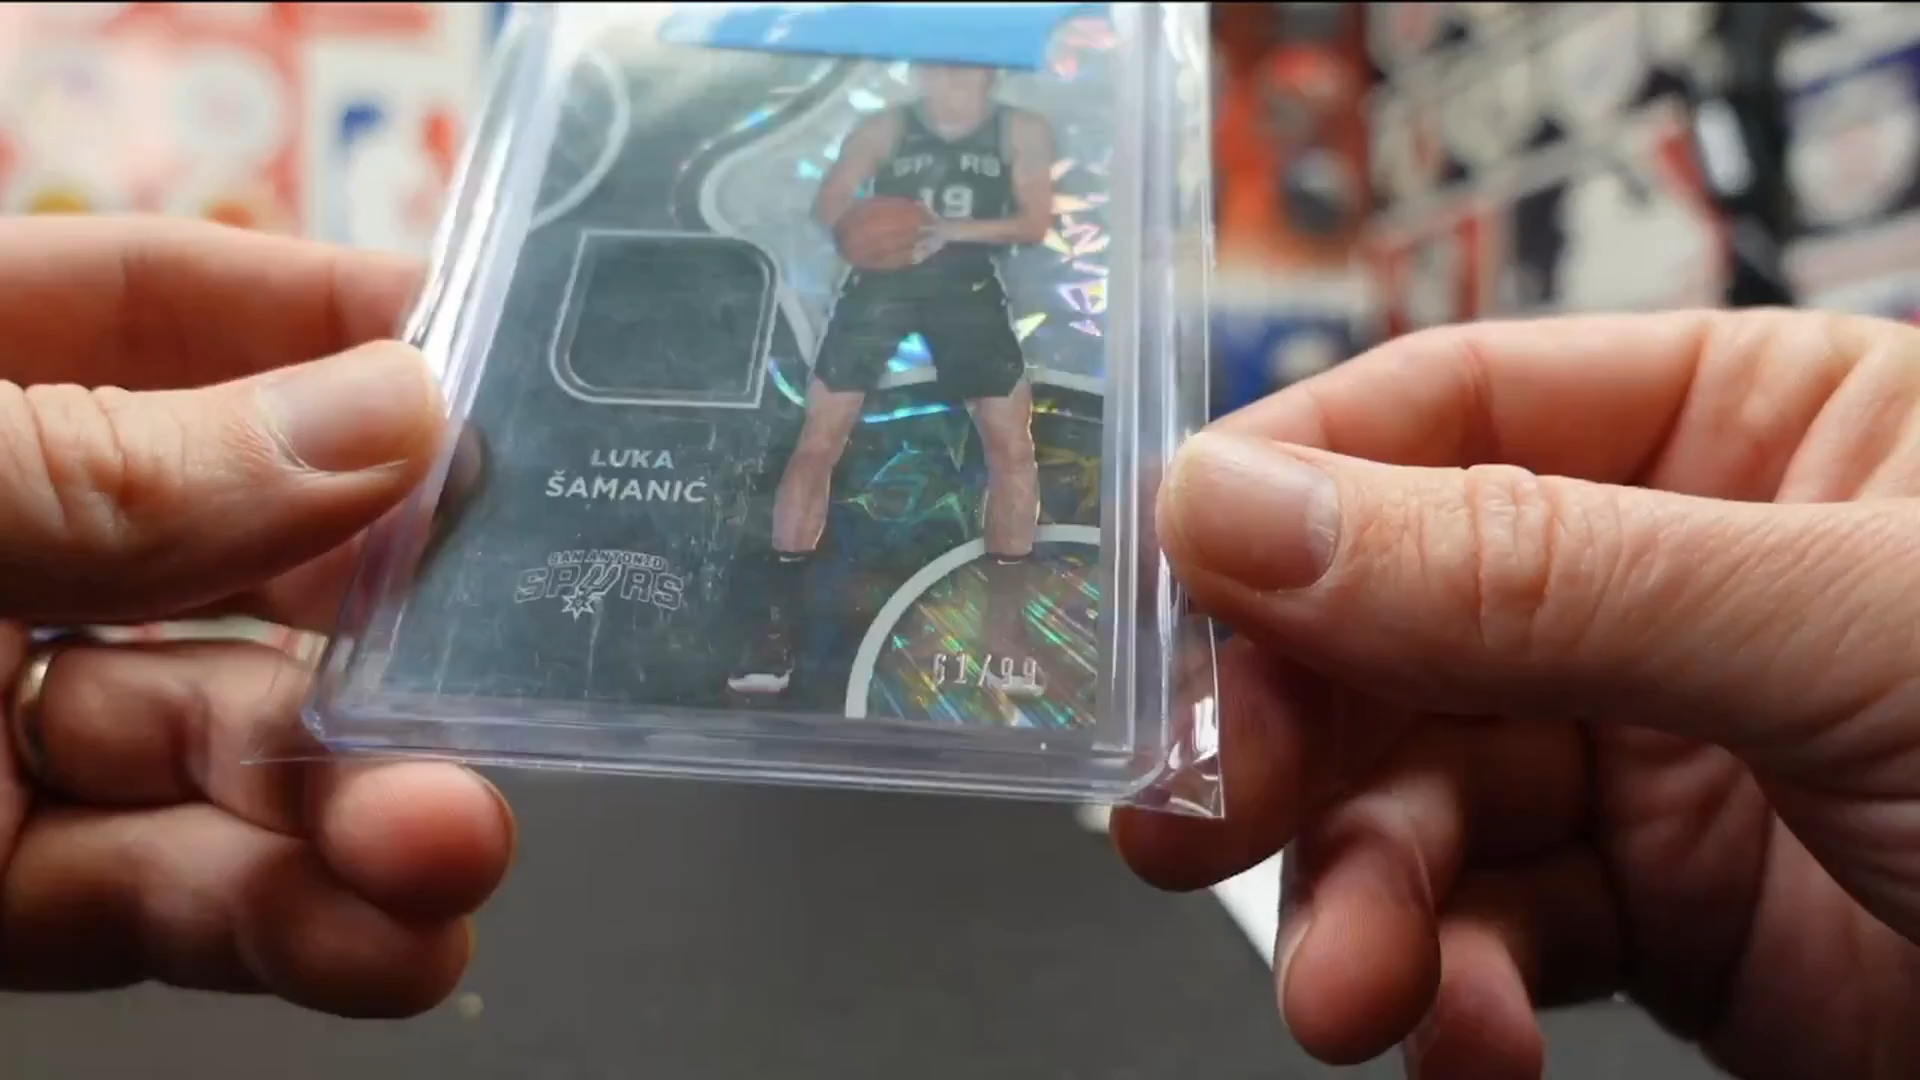 SPURS
19
LUKA
ŠAMANIĆ
SAN ANTONIO
SPURS
61/99